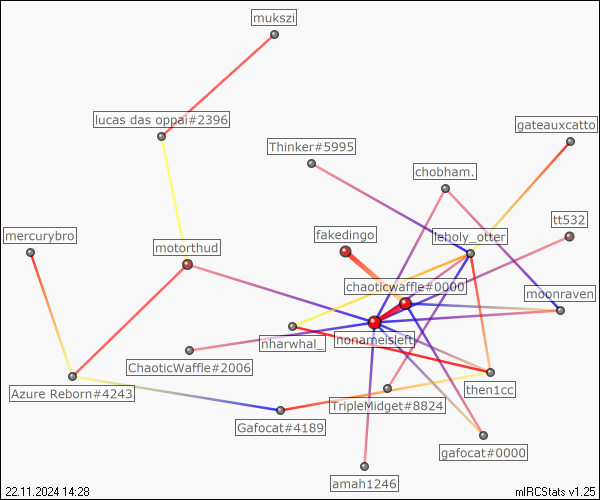 mukszi
lucas das oppai#2396
gateauxcatto
Thinker#5995
chobham.
tt532
mercurybro
fakedingo
leholy_otter
motorthud
chaoticwaffle#0000
moonraven
nharwhal_
nonameisleft
ChaoticWaffle#2006
then1cc
Azure Reborn#4243
TripleMidget#8824
Gafocat#4189
gafocat#0000
amah1246
22.11.2024 14:28
mIRCStats v1.25